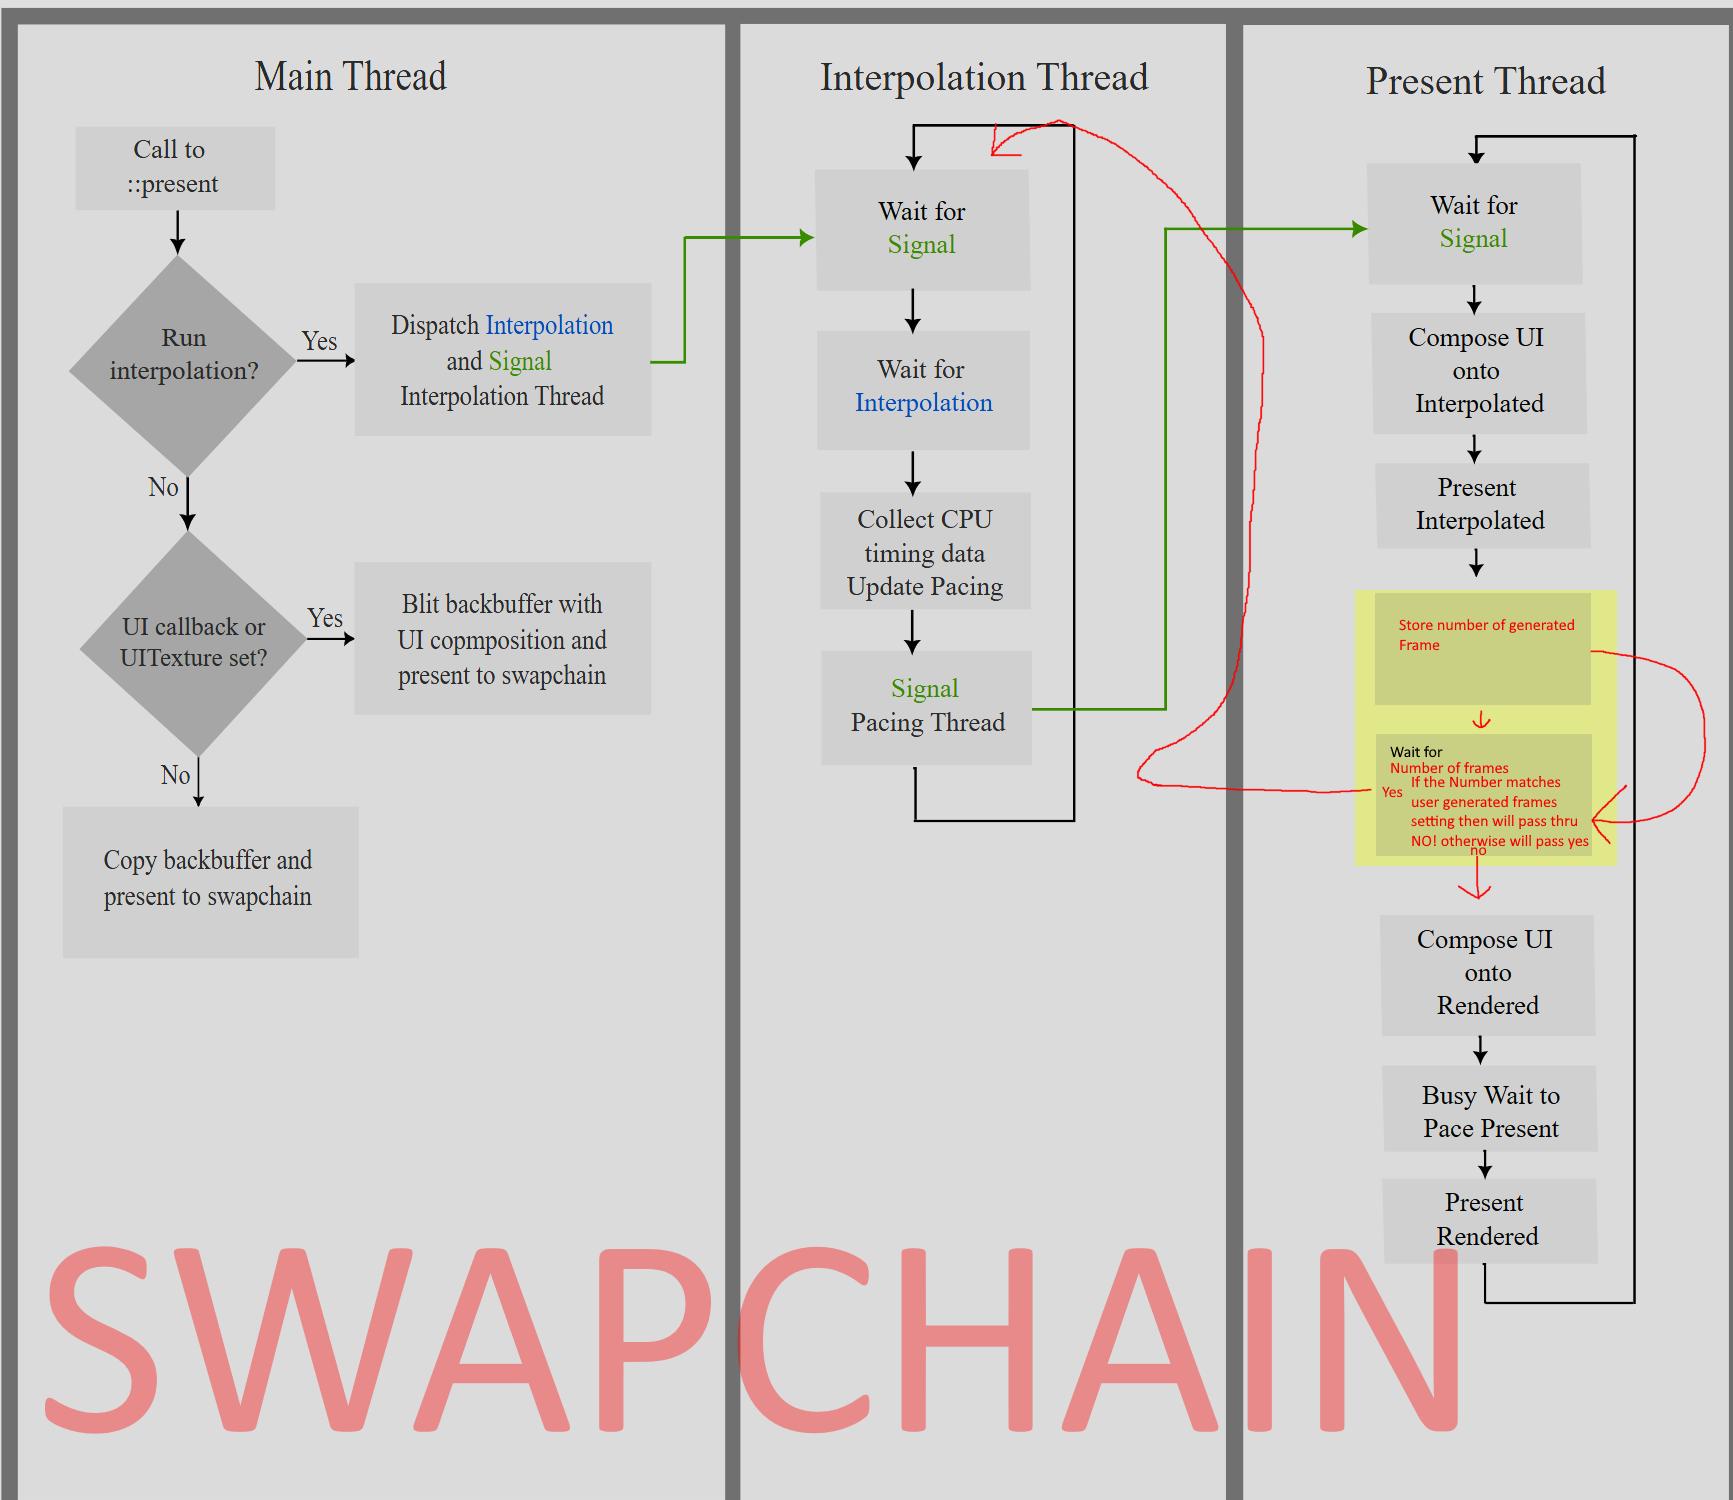 Main Thread
Call to
::present
Run
interpolation?
Yes
Dispatch Interpolation
and Signal
Interpolation Thread
No
UI callback or
UITexture set?
Yes
Blit backbuffer with
UI copmposition and
present to swapchain
No
Copy backbuffer and
present to swapchain
Interpolation Thread
Wait for
Signal
Wait for
Interpolation
Collect CPU
timing data
Update Pacing
Signal
Pacing Thread
Present Thread
Wait for
Signal
Compose UI
onto
Interpolated
Present
Interpolated
Store number of generated
Frame
Wait for
Number of frames
Yes
If the Number matches
user generated frames
setting then will pass thru
NO! otherwise will pass yes
no
Compose UI
onto
Rendered
Busy Wait to
Pace Present
Present
Rendered
SWAPCHAIN